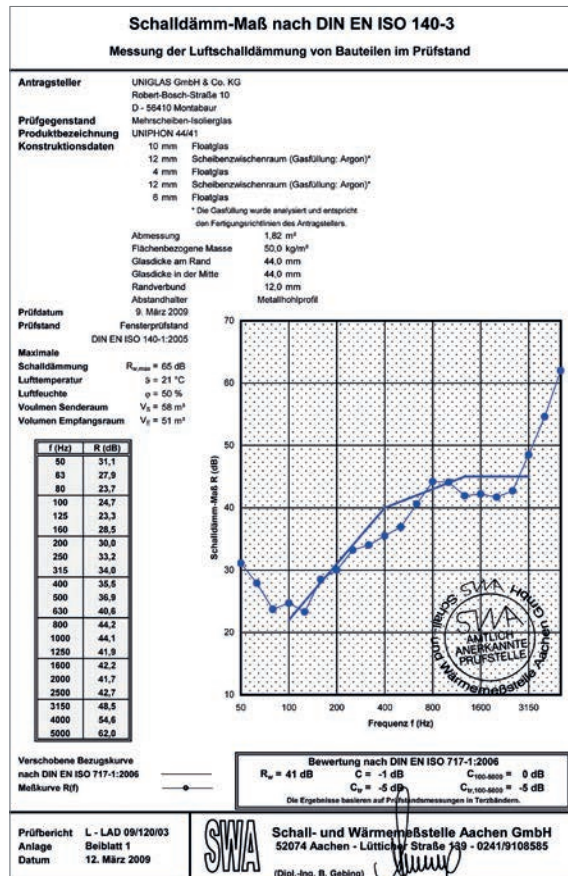 Schalldämm-Maß nach DIN EN ISO 140-3
Messung der Luftschalldämmung von Bauteilen im Prüfstand
Antragsteller UNIGLAS GmbH & Co. KG
Robert-Bosch-Straße 10
D - 56410 Montabaur
Prüfgegenstand Mehrscheiben-Isolierglas
Produktbezeichnung UNIPHON 44/41
Konstruktionsdaten 10 mm Floatglas
12 mm Scheibenzwischenraum (Gasfüllung: Argon)*
4 mm Floatglas
12 mm Scheibenzwischenraum (Gasfüllung: Argon)*
6 mm Floatglas
* Die Gasfüllung wurde analysiert und entspricht
den Fertigungsrichtlinien des Antragstellers.
Abmessung 1,82 m²
Flächenbezogene Masse 50,0 kg/m²
Glasdicke am Rand 44,0 mm
Glasdicke in der Mitte 44,0 mm
Randverbund 12,0 mm
Abstandhalter Metallhohlprofil
Prüfdatum 9. März 2009
Prüfstand Fensterprüfstand
DIN EN ISO 140-1:2005
Maximale
Schalldämmung Rw,max = 65 dB
Lufttemperatur ϑ = 21 °C
Luftfeuchte φ = 50 %
Voulmen Senderaum VS = 58 m³
Volumen Empfangsraum VE = 51 m³
f (Hz) R (dB)
50 31,1
63 27,9
80 23,7
100 24,7
125 23,3
160 28,5
200 30,0
250 33,2
315 34,0
400 35,5
500 36,9
630 40,6
800 44,2
1000 44,1
1250 41,9
1600 42,2
2000 41,7
2500 42,7
3150 48,5
4000 54,6
5000 62,0
Schalldämm-Maß R (dB)
70
60
50
40
30
20
10
50 100 200 400 800 1600 3150
Frequenz f (Hz)
SWA
Schall- und Wärmemeßstelle Aachen GmbH
SWA
AMTLICH
ANERKANNTE
PRÜFSTELLE
Verschobene Bezugskurve
nach DIN EN ISO 717-1:2006
Meßkurve R(f)
Bewertung nach DIN EN ISO 717-1:2006
Rw = 41 dB C = -1 dB C100-5000 = 0 dB
Ctr = -5 dB Ctr,100-5000 = -5 dB
Die Ergebnisse basieren auf Prüfstandsmessungen in Terzbändern.
Prüfbericht L - LAD 09/120/03
Anlage Beiblatt 1
Datum 12. März 2009
SWA
Schall- und Wärmemeßstelle Aachen GmbH
52074 Aachen - Lütticher Straße 139 - 0241/9108585
(Dipl.-Ing. B. Gebing)